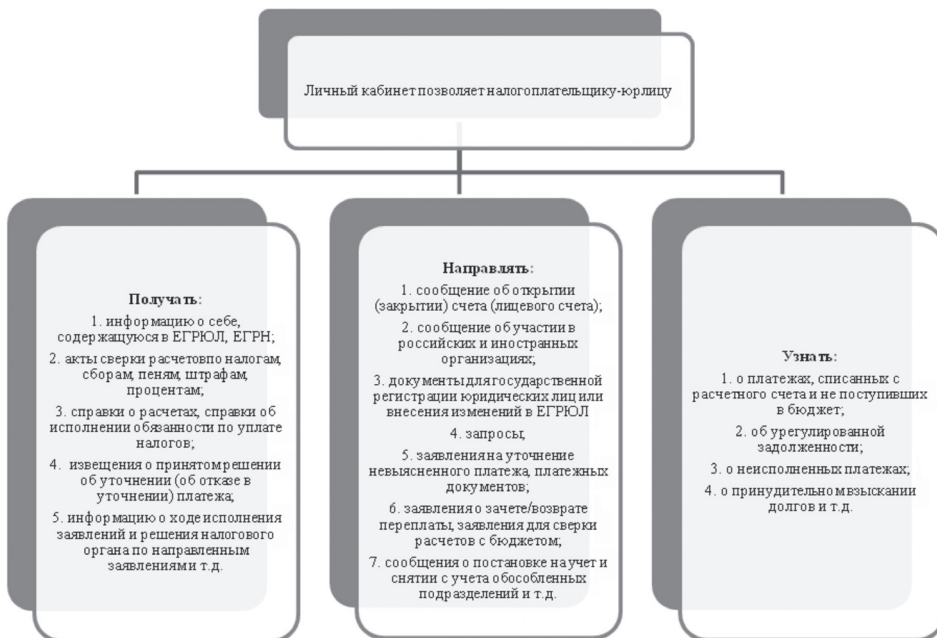 Личный кабинет позволяет налогоплательщику-юрлицу
Получать:
1. информацию о себе,
содержащуюся в ЕГРЮЛ, ЕГРН;
2. акты сверки расчетовпо налогам,
сборам, пеням, штрафам,
процентам;
3. справки о расчетах, справки об
исполнении обязанности по уплате
налогов;
4. извещения о принятом решении
об уточнении (об отказе в
уточнении) платежа;
5. информацию о ходе исполнения
заявлений и решения налогового
органа по направленным
заявлениям и т.д.
Направлять:
1. сообщение об открытии
(закрытии) счета (лицевого счета);
2. сообщение об участии в
российских и иностранных
организациях;
3. документы для государственной
регистрации юридических лиц или
внесения изменений в ЕГРЮЛ
4. запросы;
5. заявления на уточнение
невыясненного платежа, платежных
документов;
6. заявления о зачете/возврате
переплаты, заявления для сверки
расчетов с бюджетом;
7. сообщения о постановке на учет и
снятии с учета обособленных
подразделений и т.д.
Узнать:
1. о платежах, списанных с
расчетного счета и не поступивших
в бюджет;
2. об урегулированной
задолженности;
3. о неисполненных платежах;
4. о принудительном взыскании
долгов и т.д.